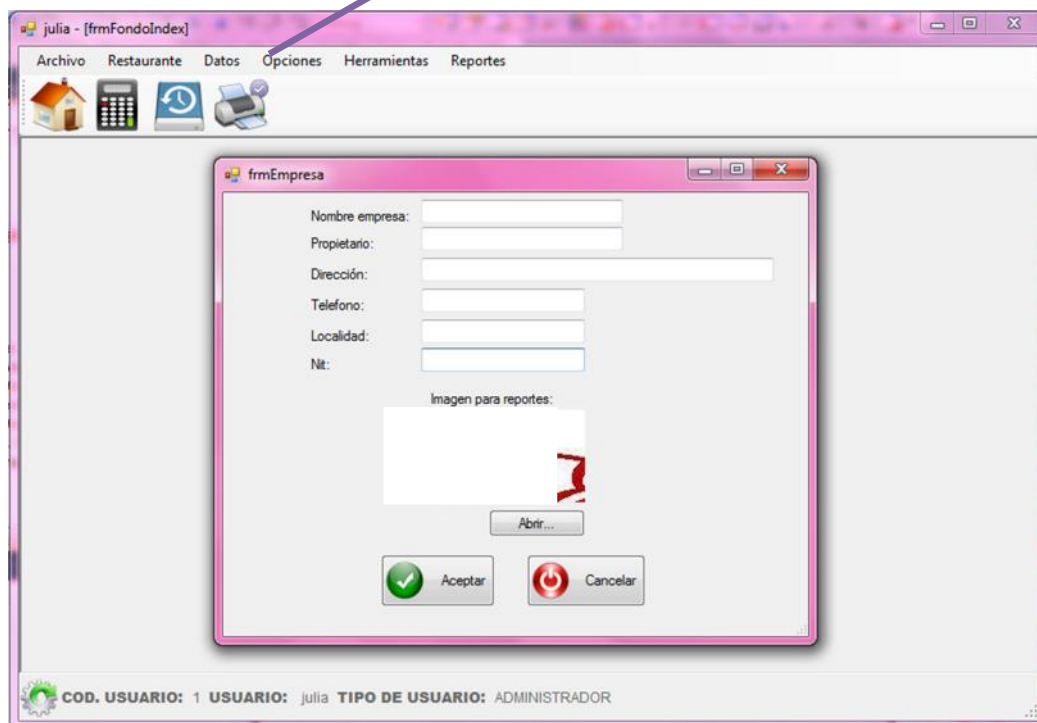 julia - [frmFondoIndex]
Archivo Restaurante Datos Opciones Herramientas Reportes
frmEmpresa
Nombre empresa:
Propietario:
Dirección:
Telefono:
Localidad:
Nit:
Imagen para reportes:
Abrir...
Aceptar Cancelar
COD. USUARIO: 1 USUARIO: julia TIPO DE USUARIO: ADMINISTRADOR